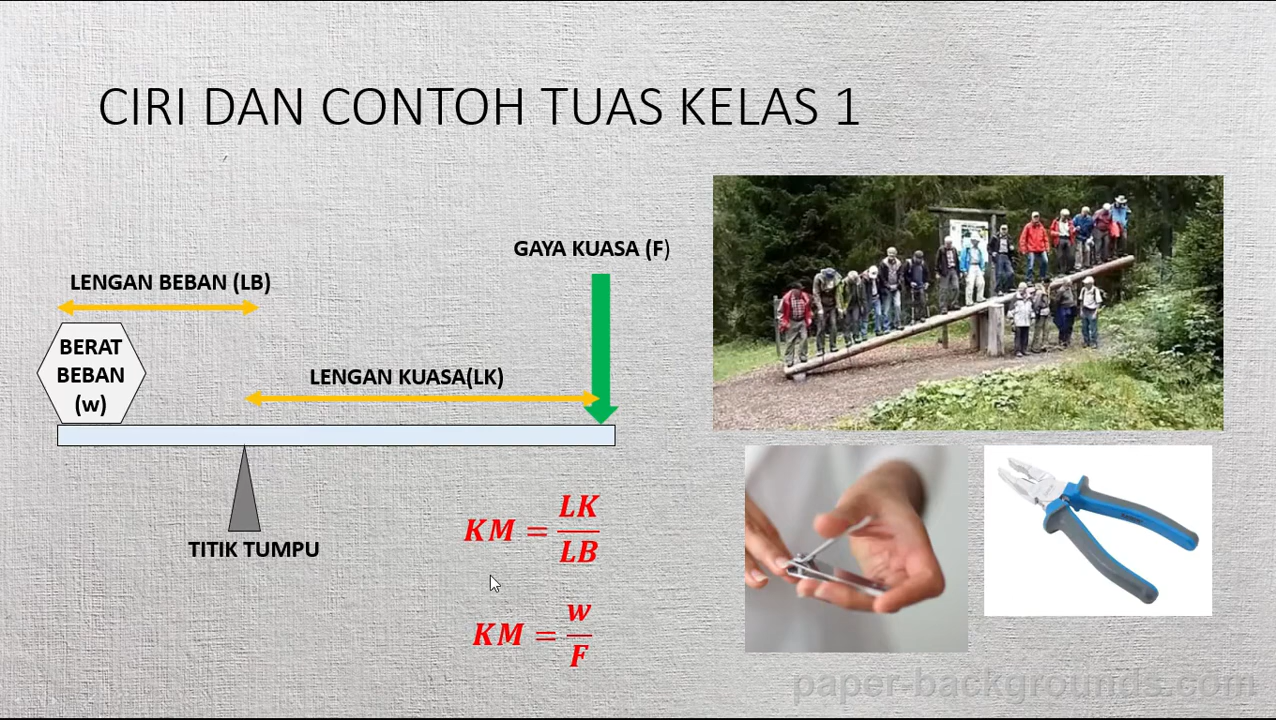 CIRI DAN CONTOH TUAS KELAS 1
GAYA KUASA (F)
LENGAN BEBAN (LB)
BERAT
BEBAN
(w)
LENGAN KUASA(LK)
TITIK TUMPU
KM = LK/LB
KM = w/F
paper-backgrounds.com